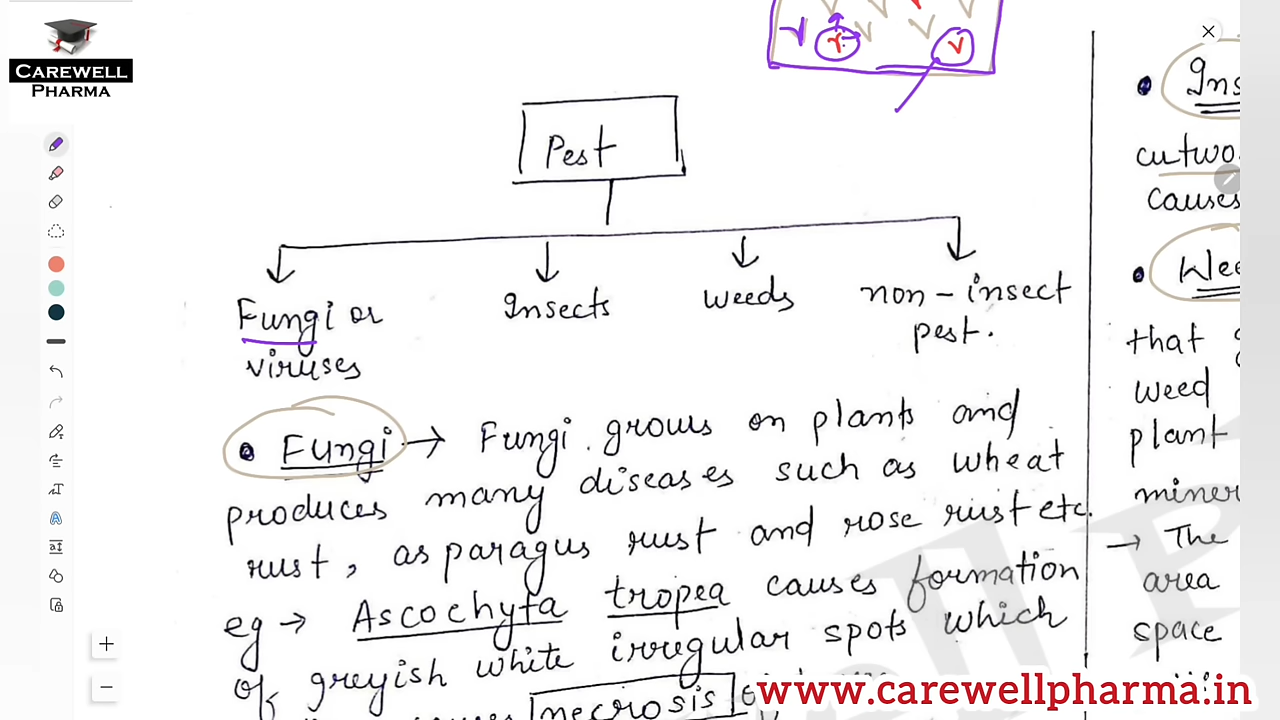 CAREWELL
PHARMA
Pest
Fungi or
viruses
Insects
weeds
non-insect
pest.
• Fungi → Fungi grows on plants and
produces many diseases such as wheat
rust, asparagus rust and rose rust etc.
eg → Ascochyta tropea causes formation
of greyish white irregular spots which
necrosis
• Ins
cutwo
causes
• Wee
that
weed
plant
miner
→ The
area
space
www.carewellpharma.in